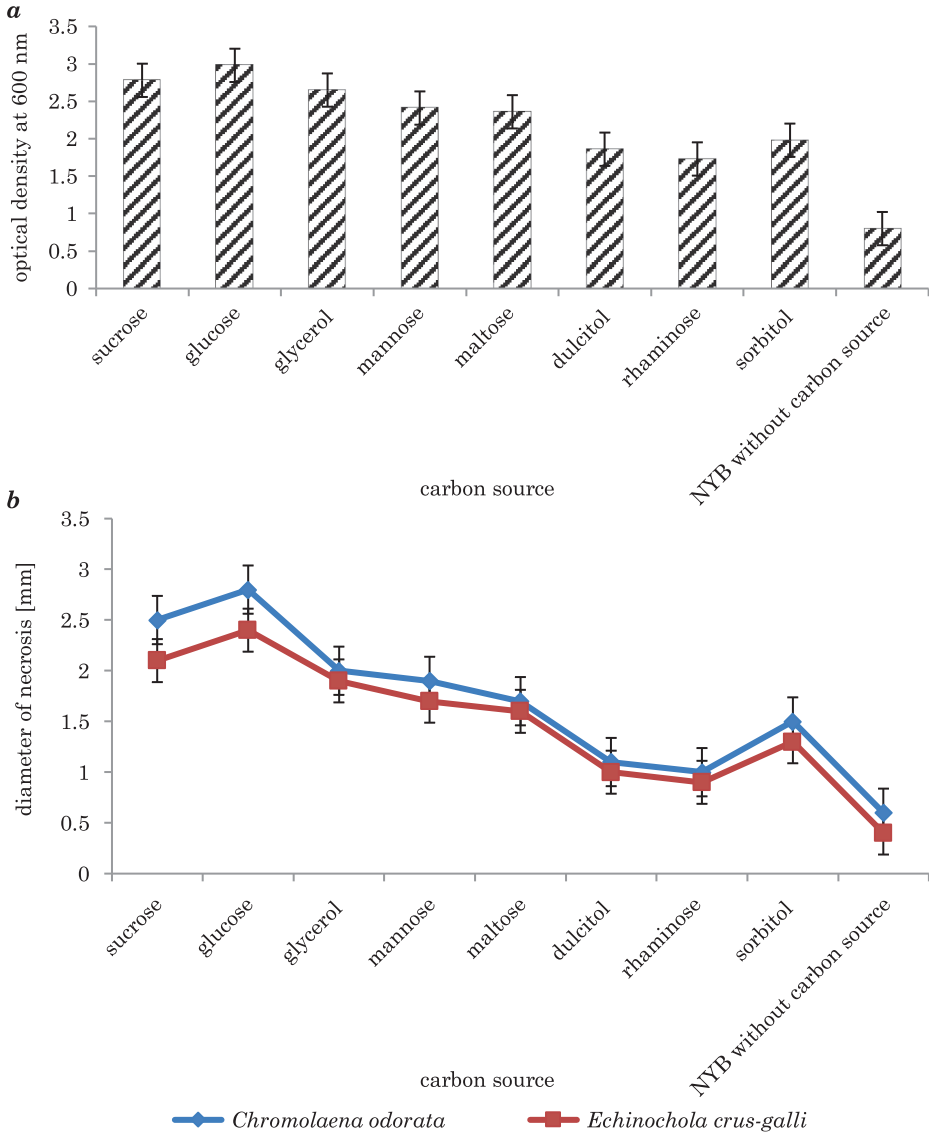 a
optical density at 600 nm
3.5
3
2.5
2
1.5
1
0.5
0
sucrose
glucose
glycerol
mannose
maltose
dulcitol
rhaminose
sorbitol
NYB without carbon source
carbon source
b
diameter of necrosis [mm]
3.5
3
2.5
2
1.5
1
0.5
0
sucrose
glucose
glycerol
mannose
maltose
dulcitol
rhaminose
sorbitol
NYB without carbon source
carbon source
Chromolaena odorata
Echinochola crus-galli